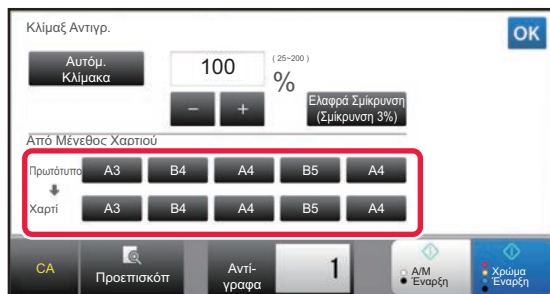 Κλίμαξ Αντιγρ.
OK
Αυτόμ.
Κλίμακα
100
( 25~200 )
%
− +
Ελαφρά Σμίκρυνση
(Σμίκρυνση 3%)
Από Μέγεθος Χαρτιού
Πρωτότυπο A3 B4 A4 B5 A4
Χαρτί A3 B4 A4 B5 A4
CA
Προεπισκόπ
Αντί-
γραφα
1
Α/Μ
Έναρξη
Χρώμα
Έναρξη